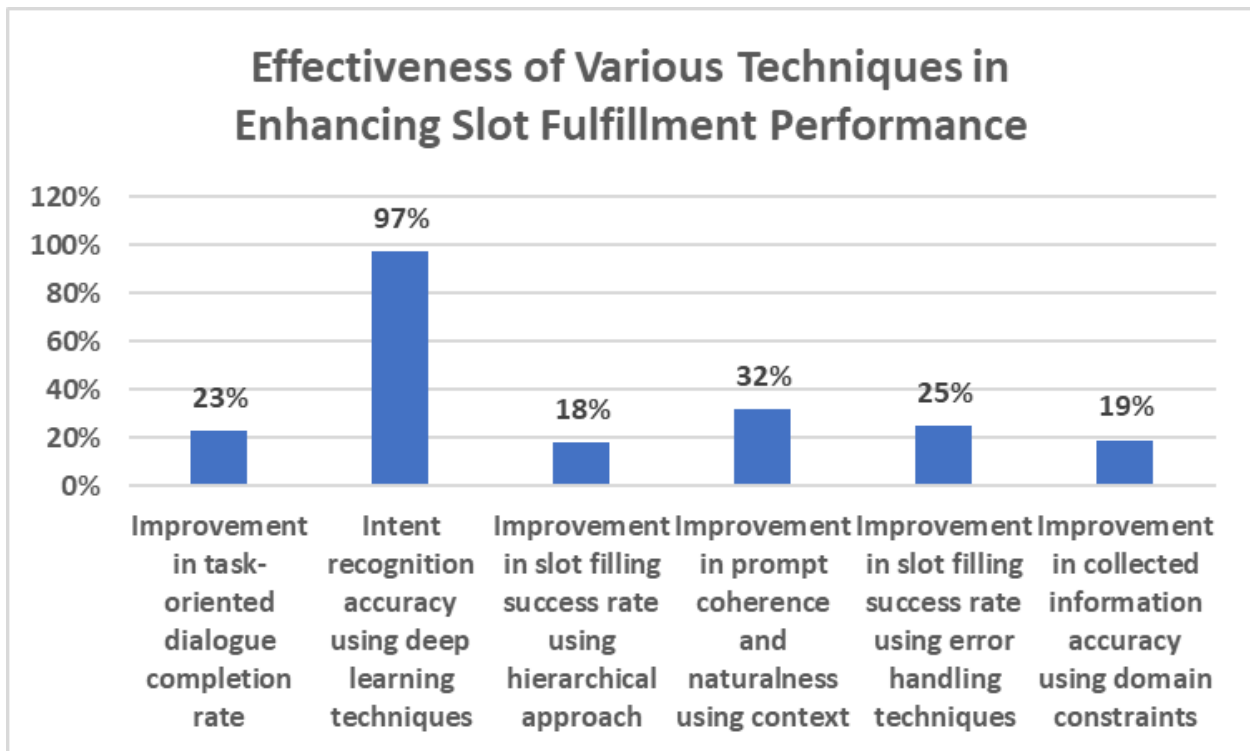 Effectiveness of Various Techniques in
Enhancing Slot Fulfillment Performance
120%
100%
80%
60%
40%
20%
0%
23%
97%
18%
32%
25%
19%
Improvement
in task-
oriented
dialogue
completion
rate
Intent
recognition
accuracy
using deep
learning
techniques
Improvement
in slot filling
success rate
using
hierarchical
approach
Improvement
in prompt
coherence
and
naturalness
using context
Improvement
in slot filling
success rate
using error
handling
techniques
Improvement
in collected
information
accuracy
using domain
constraints